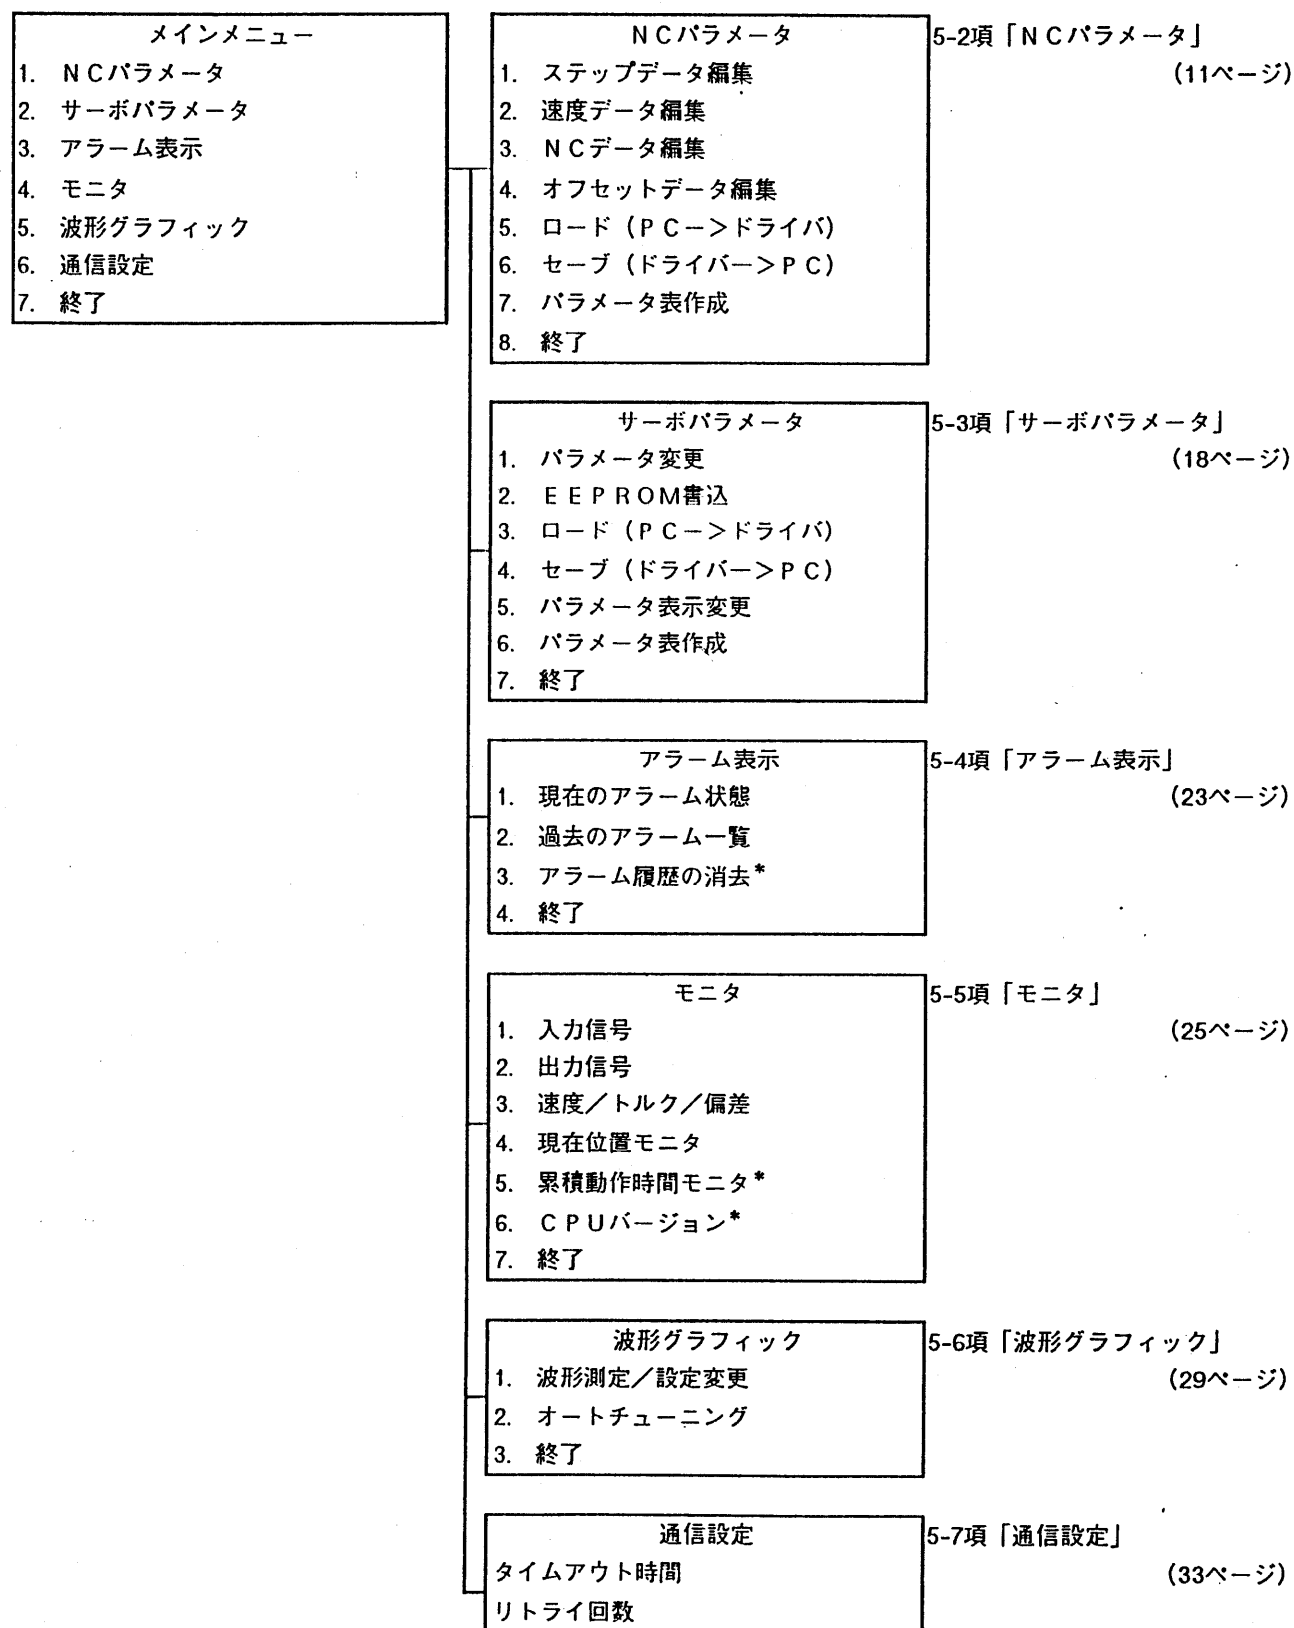 メインメニュー
1. NCパラメータ
2. サーボパラメータ
3. アラーム表示
4. モニタ
5. 波形グラフィック
6. 通信設定
7. 終了
NCパラメータ
1. ステップデータ編集
2. 速度データ編集
3. NCデータ編集
4. オフセットデータ編集
5. ロード (PC->ドライバ)
6. セーブ (ドライバ->PC)
7. パラメータ表作成
8. 終了
5-2項「NCパラメータ」
(11ページ)
サーボパラメータ
1. パラメータ変更
2. EEPROM書込
3. ロード (PC->ドライバ)
4. セーブ (ドライバ->PC)
5. パラメータ表示変更
6. パラメータ表作成
7. 終了
5-3項「サーボパラメータ」
(18ページ)
アラーム表示
1. 現在のアラーム状態
2. 過去のアラーム一覧
3. アラーム履歴の消去*
4. 終了
5-4項「アラーム表示」
(23ページ)
モニタ
1. 入力信号
2. 出力信号
3. 速度/トルク/偏差
4. 現在位置モニタ
5. 累積動作時間モニタ*
6. CPUバージョン*
7. 終了
5-5項「モニタ」
(25ページ)
波形グラフィック
1. 波形測定/設定変更
2. オートチューニング
3. 終了
5-6項「波形グラフィック」
(29ページ)
通信設定
タイムアウト時間
リトライ回数
5-7項「通信設定」
(33ページ)